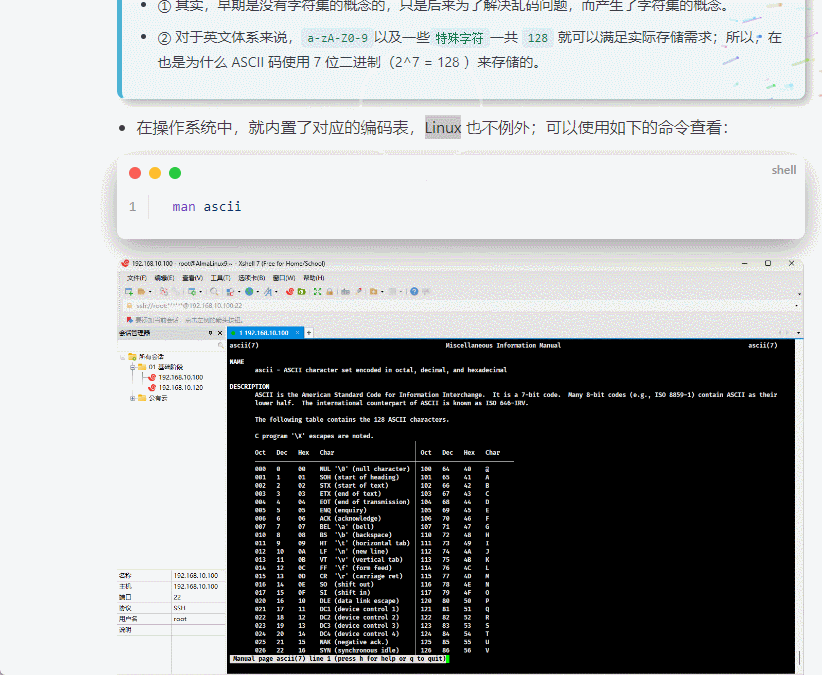 ① 其实，早期是没有字符集的概念的，只是后来为了解决乱码问题，而产生了字符集的概念。
② 对于英文体系来说， a-zA-Z0-9 以及一些 特殊字符 一共 128 就可以满足实际存储需求；所以，在
也是为什么 ASCII 码使用 7 位二进制（2^7 = 128 ）来存储的。
在操作系统中，就内置了对应的编码表，Linux 也不例外；可以使用如下的命令查看：
shell
1 man ascii
192.168.10.100 - root@AlmaLinux9:~ - Xshell 7 (Free for Home/School)
文件(F) 编辑(E) 查看(V) 工具(T) 选项卡(B) 窗口(W) 帮助(H)
ssh://root:******@192.168.10.100:22
要添加当前会话，点击左侧的箭头按钮。
会话管理器
1 192.168.10.100
所有会话
01 基础阶段
192.168.10.100
192.168.10.120
公有云
名称 192.168.10.100
主机 192.168.10.100
端口 22
协议 SSH
用户名 root
说明
ascii(7) Miscellaneous Information Manual ascii(7)
NAME
ascii - ASCII character set encoded in octal, decimal, and hexadecimal
DESCRIPTION
ASCII is the American Standard Code for Information Interchange. It is a 7-bit code. Many 8-bit codes (e.g., ISO 8859-1) contain ASCII as their
lower half. The international counterpart of ASCII is known as ISO 646-IRV.
The following table contains the 128 ASCII characters.
C program '\X' escapes are noted.
Oct Dec Hex Char Oct Dec Hex Char
000 0 00 NUL '\0' (null character) 100 64 40 @
001 1 01 SOH (start of heading) 101 65 41 A
002 2 02 STX (start of text) 102 66 42 B
003 3 03 ETX (end of text) 103 67 43 C
004 4 04 EOT (end of transmission) 104 68 44 D
005 5 05 ENQ (enquiry) 105 69 45 E
006 6 06 ACK (acknowledge) 106 70 46 F
007 7 07 BEL '\a' (bell) 107 71 47 G
010 8 08 BS '\b' (backspace) 110 72 48 H
011 9 09 HT '\t' (horizontal tab) 111 73 49 I
012 10 0A LF '\n' (new line) 112 74 4A J
013 11 0B VT '\v' (vertical tab) 113 75 4B K
014 12 0C FF '\f' (form feed) 114 76 4C L
015 13 0D CR '\r' (carriage ret) 115 77 4D M
016 14 0E SO (shift out) 116 78 4E N
017 15 0F SI (shift in) 117 79 4F O
020 16 10 DLE (data link escape) 120 80 50 P
021 17 11 DC1 (device control 1) 121 81 51 Q
022 18 12 DC2 (device control 2) 122 82 52 R
023 19 13 DC3 (device control 3) 123 83 53 S
024 20 14 DC4 (device control 4) 124 84 54 T
025 21 15 NAK (negative ack.) 125 85 55 U
026 22 16 SYN (synchronous idle) 126 86 56 V
Manual page ascii(7) line 1 (press h for help or q to quit)